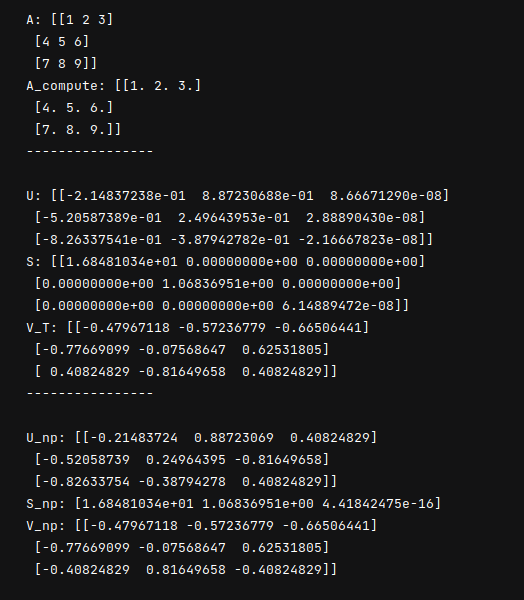 A: [[1 2 3]
 [4 5 6]
 [7 8 9]]
A_compute: [[1. 2. 3.]
 [4. 5. 6.]
 [7. 8. 9.]]
----------------
U: [[-2.14837238e-01  8.87230688e-01  8.66671290e-08]
 [-5.20587389e-01  2.49643953e-01  2.88890430e-08]
 [-8.26337541e-01 -3.87942782e-01 -2.16667823e-08]]
S: [[1.68481034e+01 0.00000000e+00 0.00000000e+00]
 [0.00000000e+00 1.06836951e+00 0.00000000e+00]
 [0.00000000e+00 0.00000000e+00 6.14889472e-08]]
V_T: [[-0.47967118 -0.57236779 -0.66506441]
 [-0.77669099 -0.07568647  0.62531805]
 [ 0.40824829 -0.81649658  0.40824829]]
----------------
U_np: [[-0.21483724  0.88723069  0.40824829]
 [-0.52058739  0.24964395 -0.81649658]
 [-0.82633754 -0.38794278  0.40824829]]
S_np: [1.68481034e+01 1.06836951e+00 4.41842475e-16]
V_np: [[-0.47967118 -0.57236779 -0.66506441]
 [-0.77669099 -0.07568647  0.62531805]
 [-0.40824829  0.81649658 -0.40824829]]